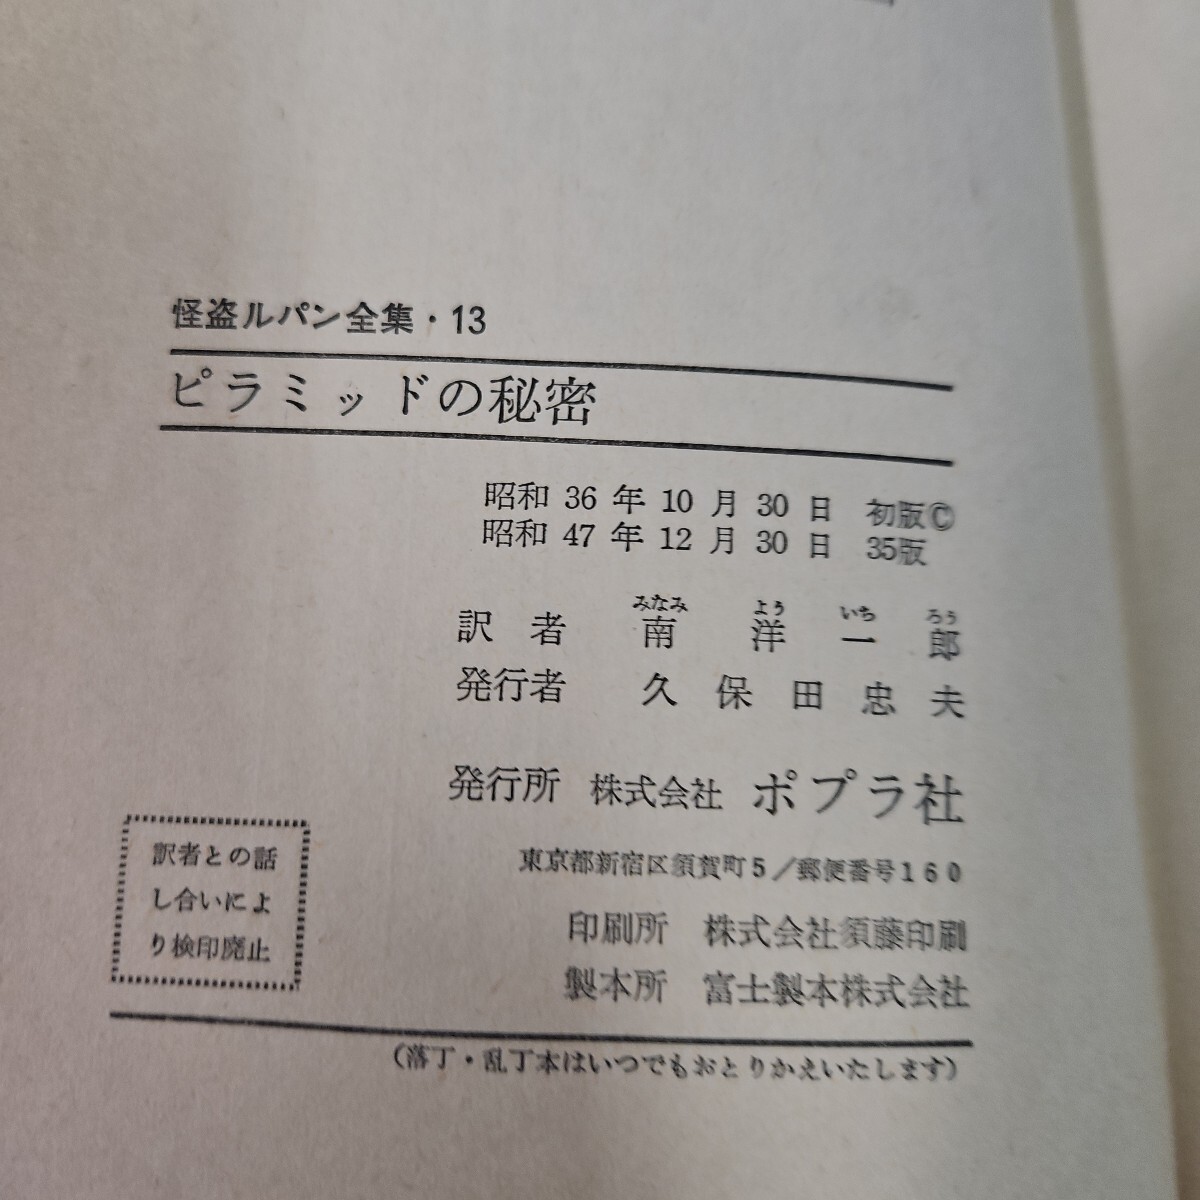 怪盗ルパン全集・13
ピラミッドの秘密
昭和 36 年 10 月 30 日 初版©
昭和 47 年 12 月 30 日 35版
みなみ よう いち ろう
訳者 南 洋 一 郎
発行者 久保田忠夫
発行所 株式会社 ポプラ社
東京都新宿区須賀町5／郵便番号160
印刷所 株式会社須藤印刷
製本所 富士製本株式会社
訳者との話
し合いによ
り検印廃止
（落丁・乱丁本はいつでもおとりかえいたします）